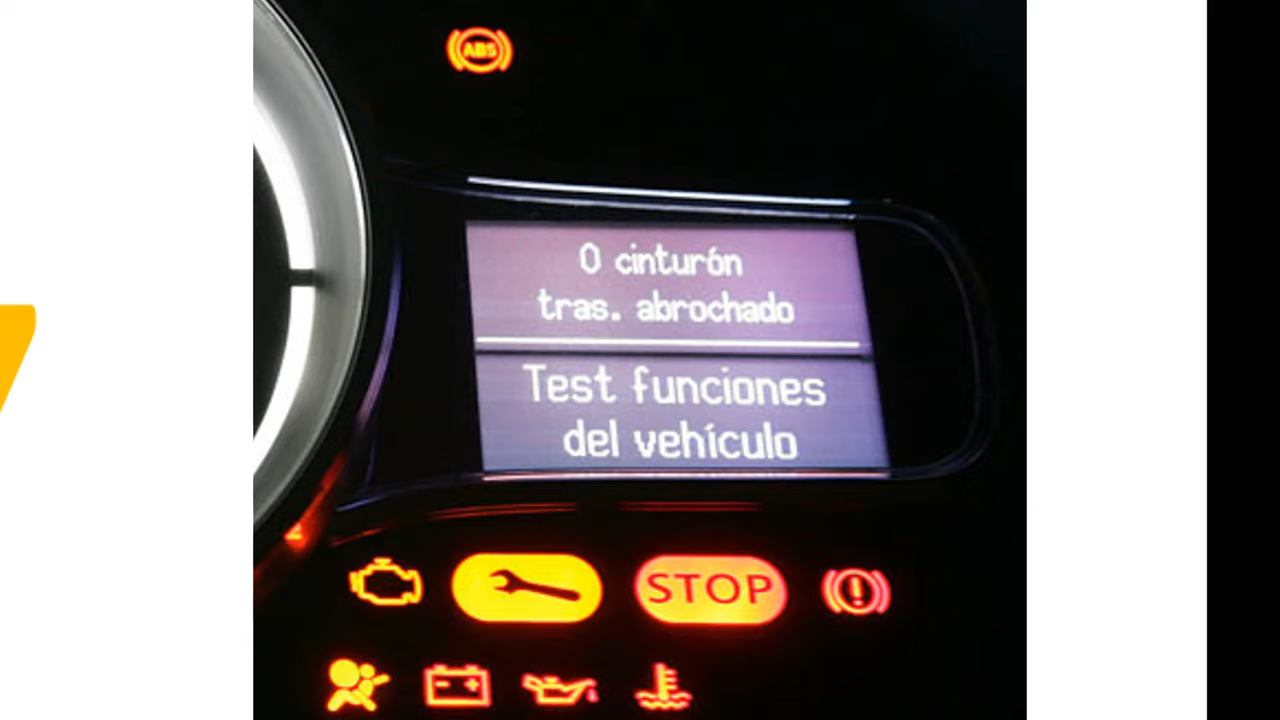 ABS
0 cinturón
tras. abrochado
Test funciones
del vehículo
STOP